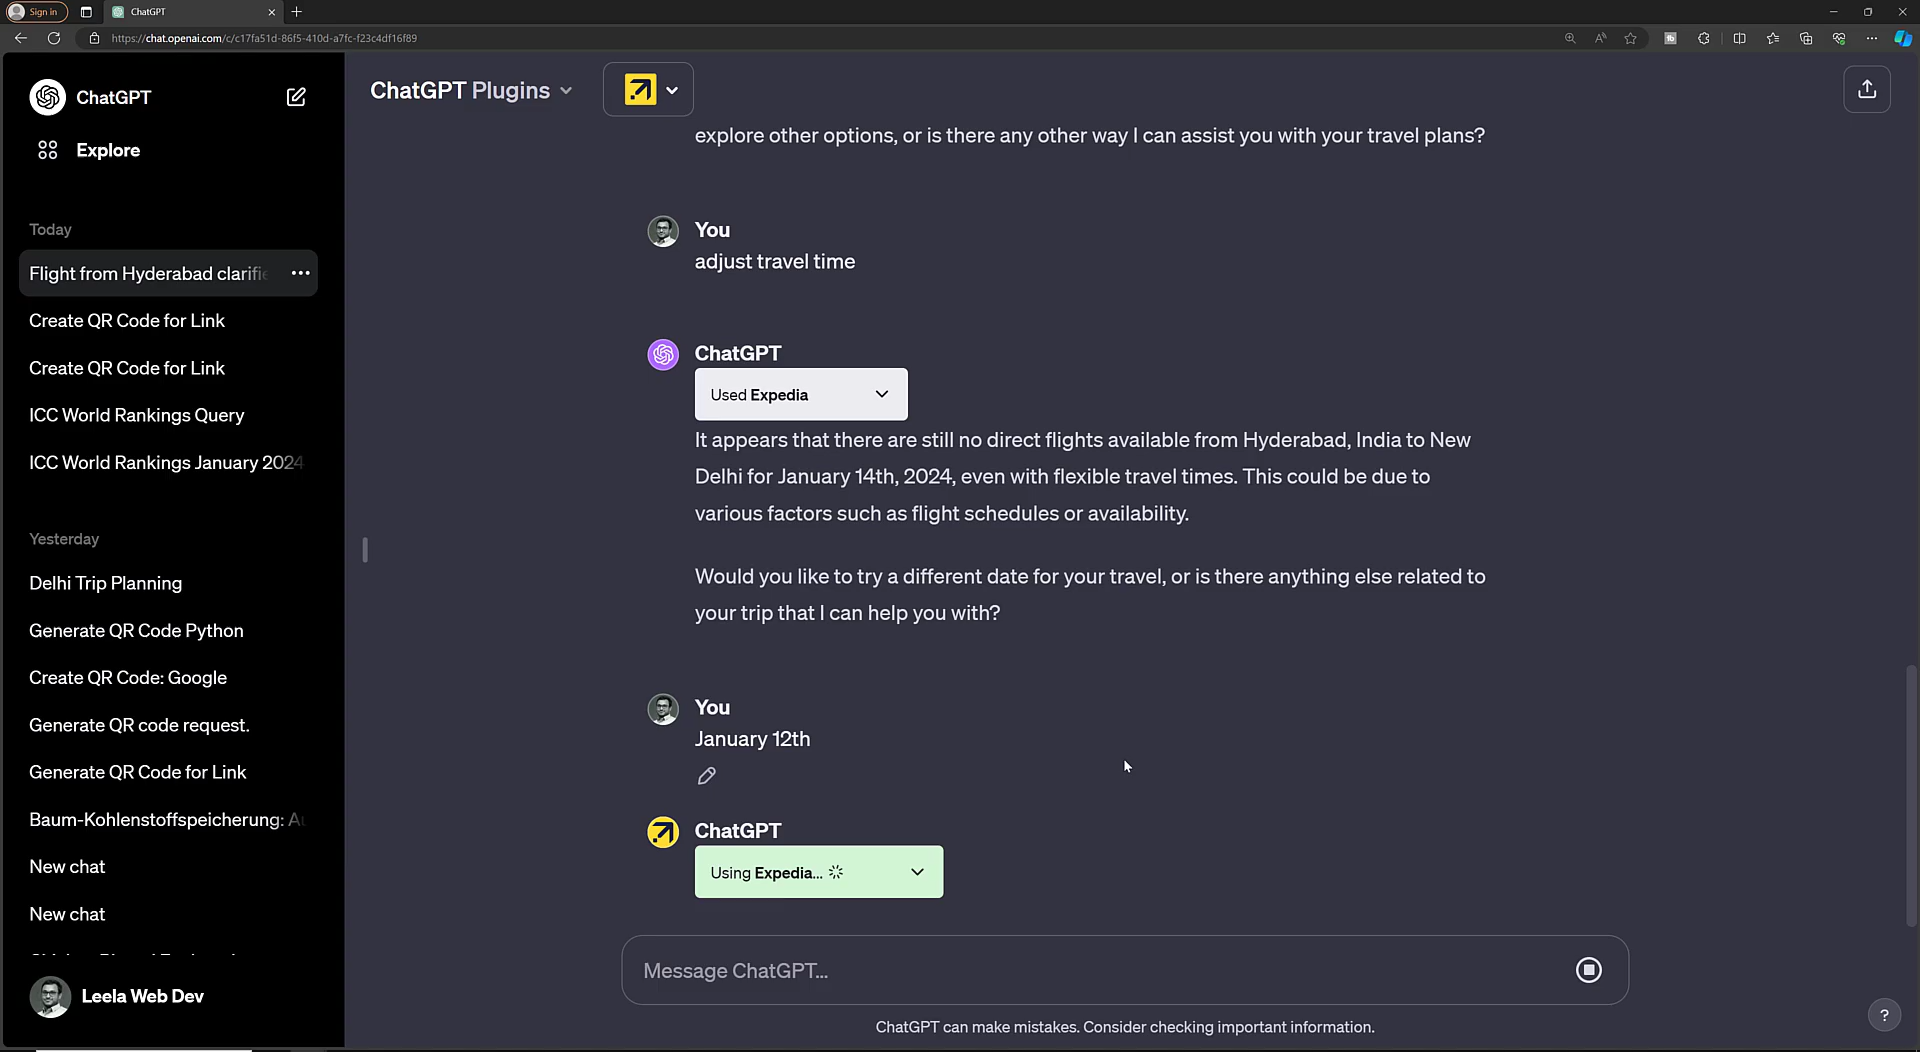 Sign in
ChatGPT
https://chat.openai.com/c/c17fa51d-86f5-410d-a7fc-f23c4df16f89
ChatGPT
Explore
Today
Flight from Hyderabad clarifie
Create QR Code for Link
Create QR Code for Link
ICC World Rankings Query
ICC World Rankings January 2024
Yesterday
Delhi Trip Planning
Generate QR Code Python
Create QR Code: Google
Generate QR code request.
Generate QR Code for Link
Baum-Kohlenstoffspeicherung: Au
New chat
New chat
Leela Web Dev
ChatGPT Plugins
explore other options, or is there any other way I can assist you with your travel plans?
You
adjust travel time
ChatGPT
Used Expedia
It appears that there are still no direct flights available from Hyderabad, India to New
Delhi for January 14th, 2024, even with flexible travel times. This could be due to
various factors such as flight schedules or availability.
Would you like to try a different date for your travel, or is there anything else related to
your trip that I can help you with?
You
January 12th
ChatGPT
Using Expedia...
Message ChatGPT...
ChatGPT can make mistakes. Consider checking important information.
?